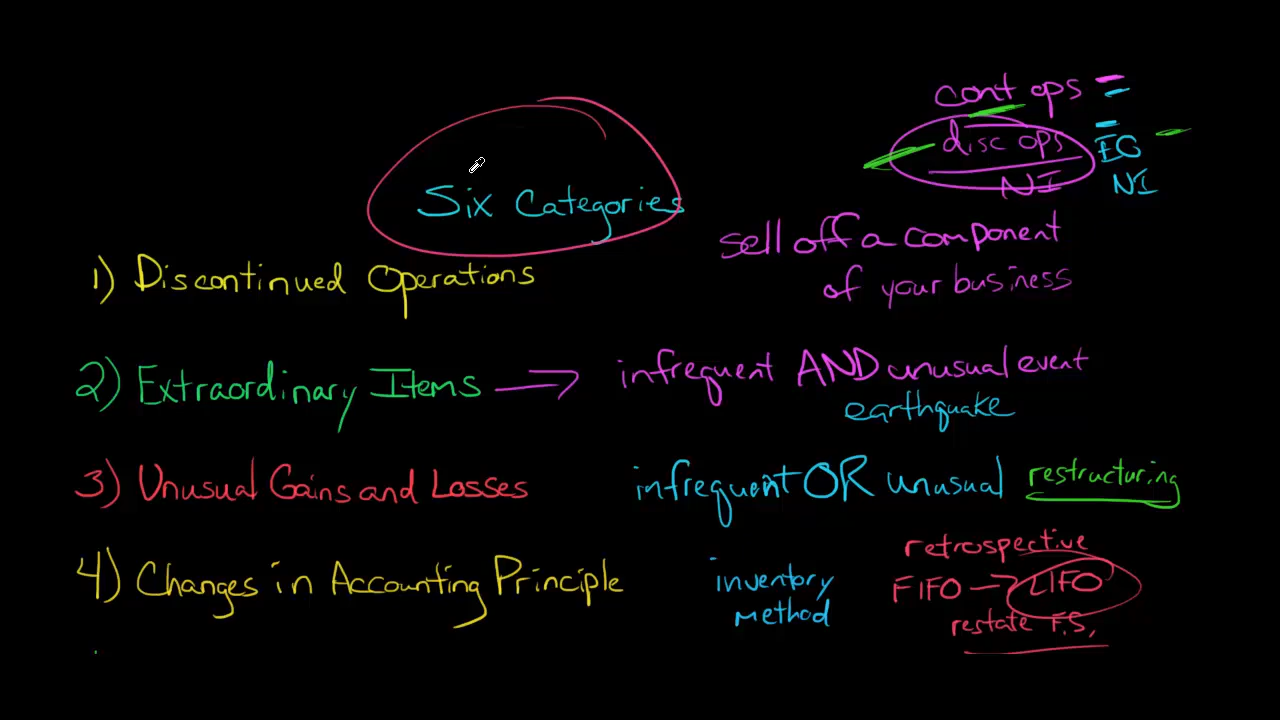 cont ops
disc ops
NI
EG
NI
Six Categories
sell off a component
of your business
1) Discontinued Operations
2) Extraordinary Items → infrequent AND unusual event
earthquake
3) Unusual Gains and Losses
infrequent OR unusual restructuring
4) Changes in Accounting Principle
inventory
method
retrospective
FIFO → LIFO
restate F.S.